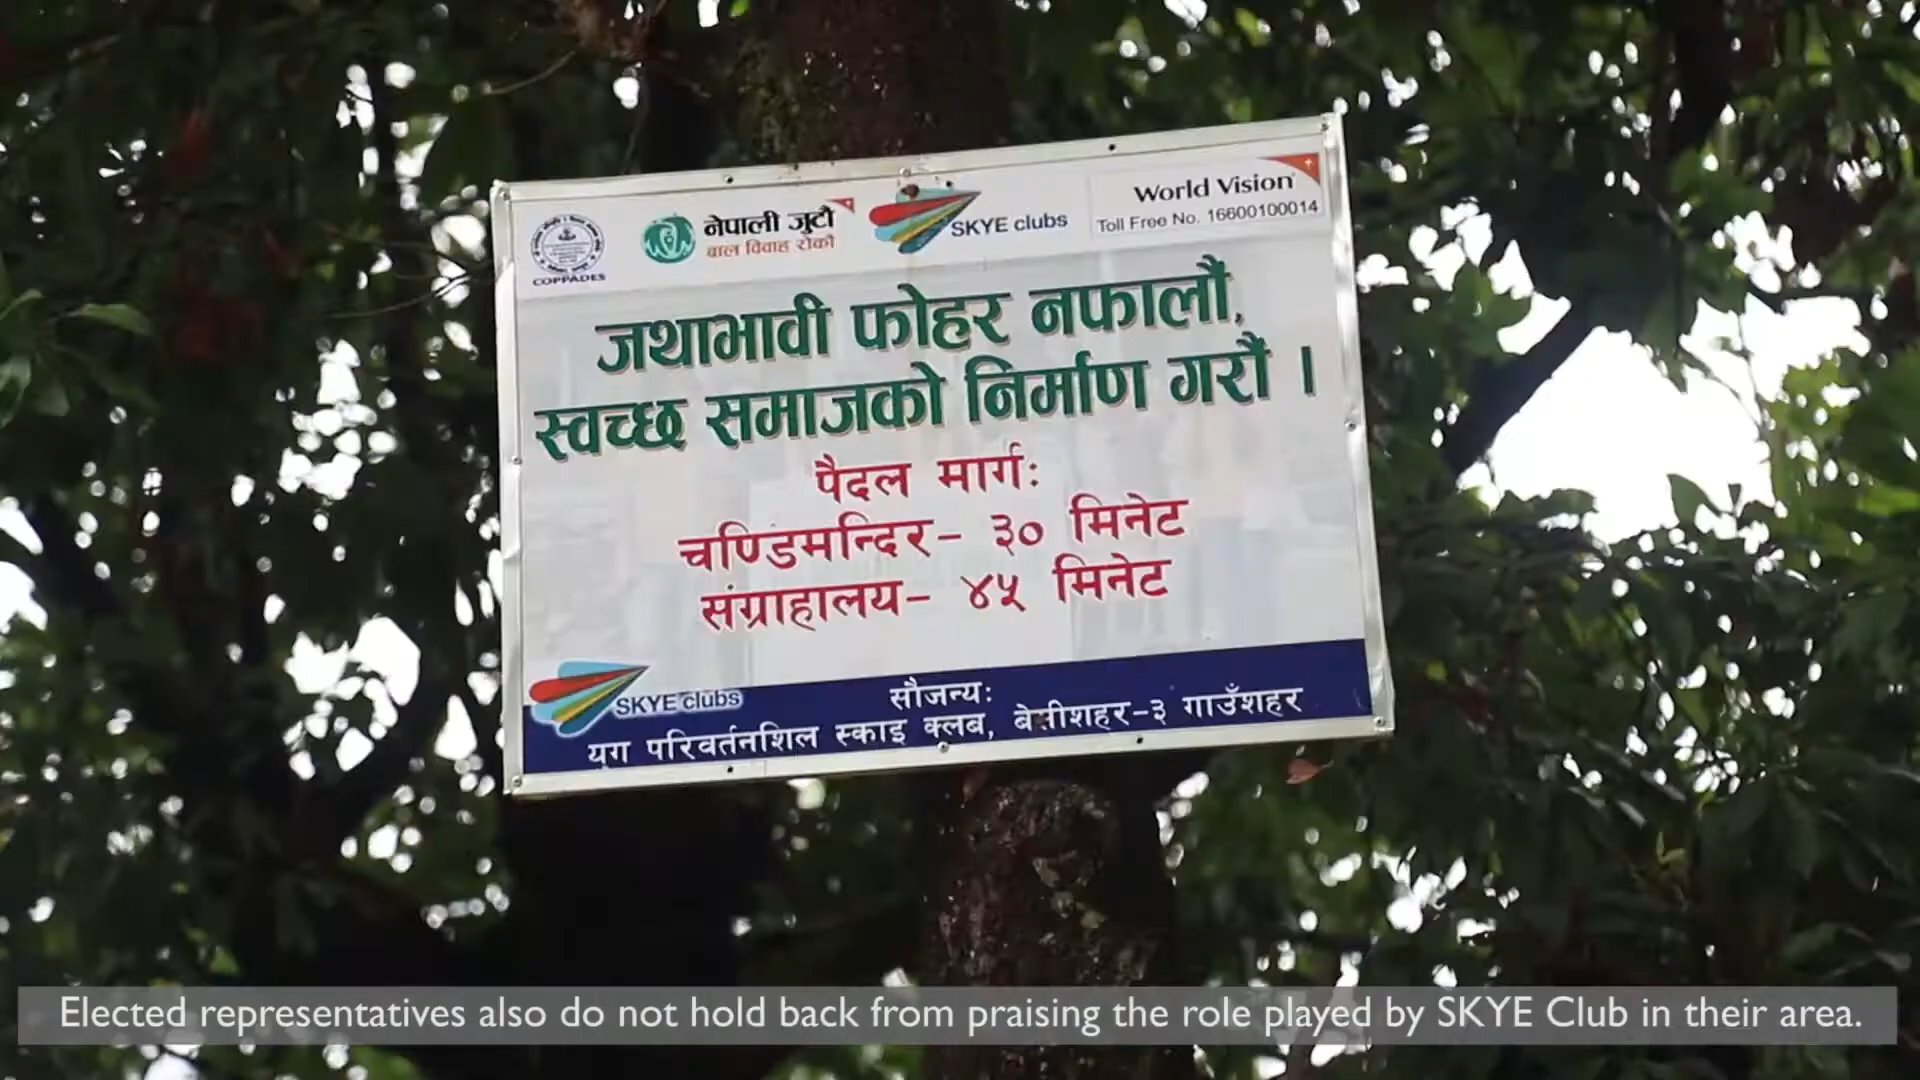 COPPADES
नेपाली जुटौ
बाल विवाह रोकौ
SKYE clubs
World Vision
Toll Free No. 16600100014
जथाभावी फोहर नफालौं,
स्वच्छ समाजको निर्माण गरौं ।
पैदल मार्ग:
चण्डिमन्दिर- ३० मिनेट
संग्राहालय- ४५ मिनेट
SKYE clubs
सौजन्य:
युग परिवर्तनशिल स्काइ क्लब, बेसीशहर-३ गाउँशहर
Elected representatives also do not hold back from praising the role played by SKYE Club in their area.